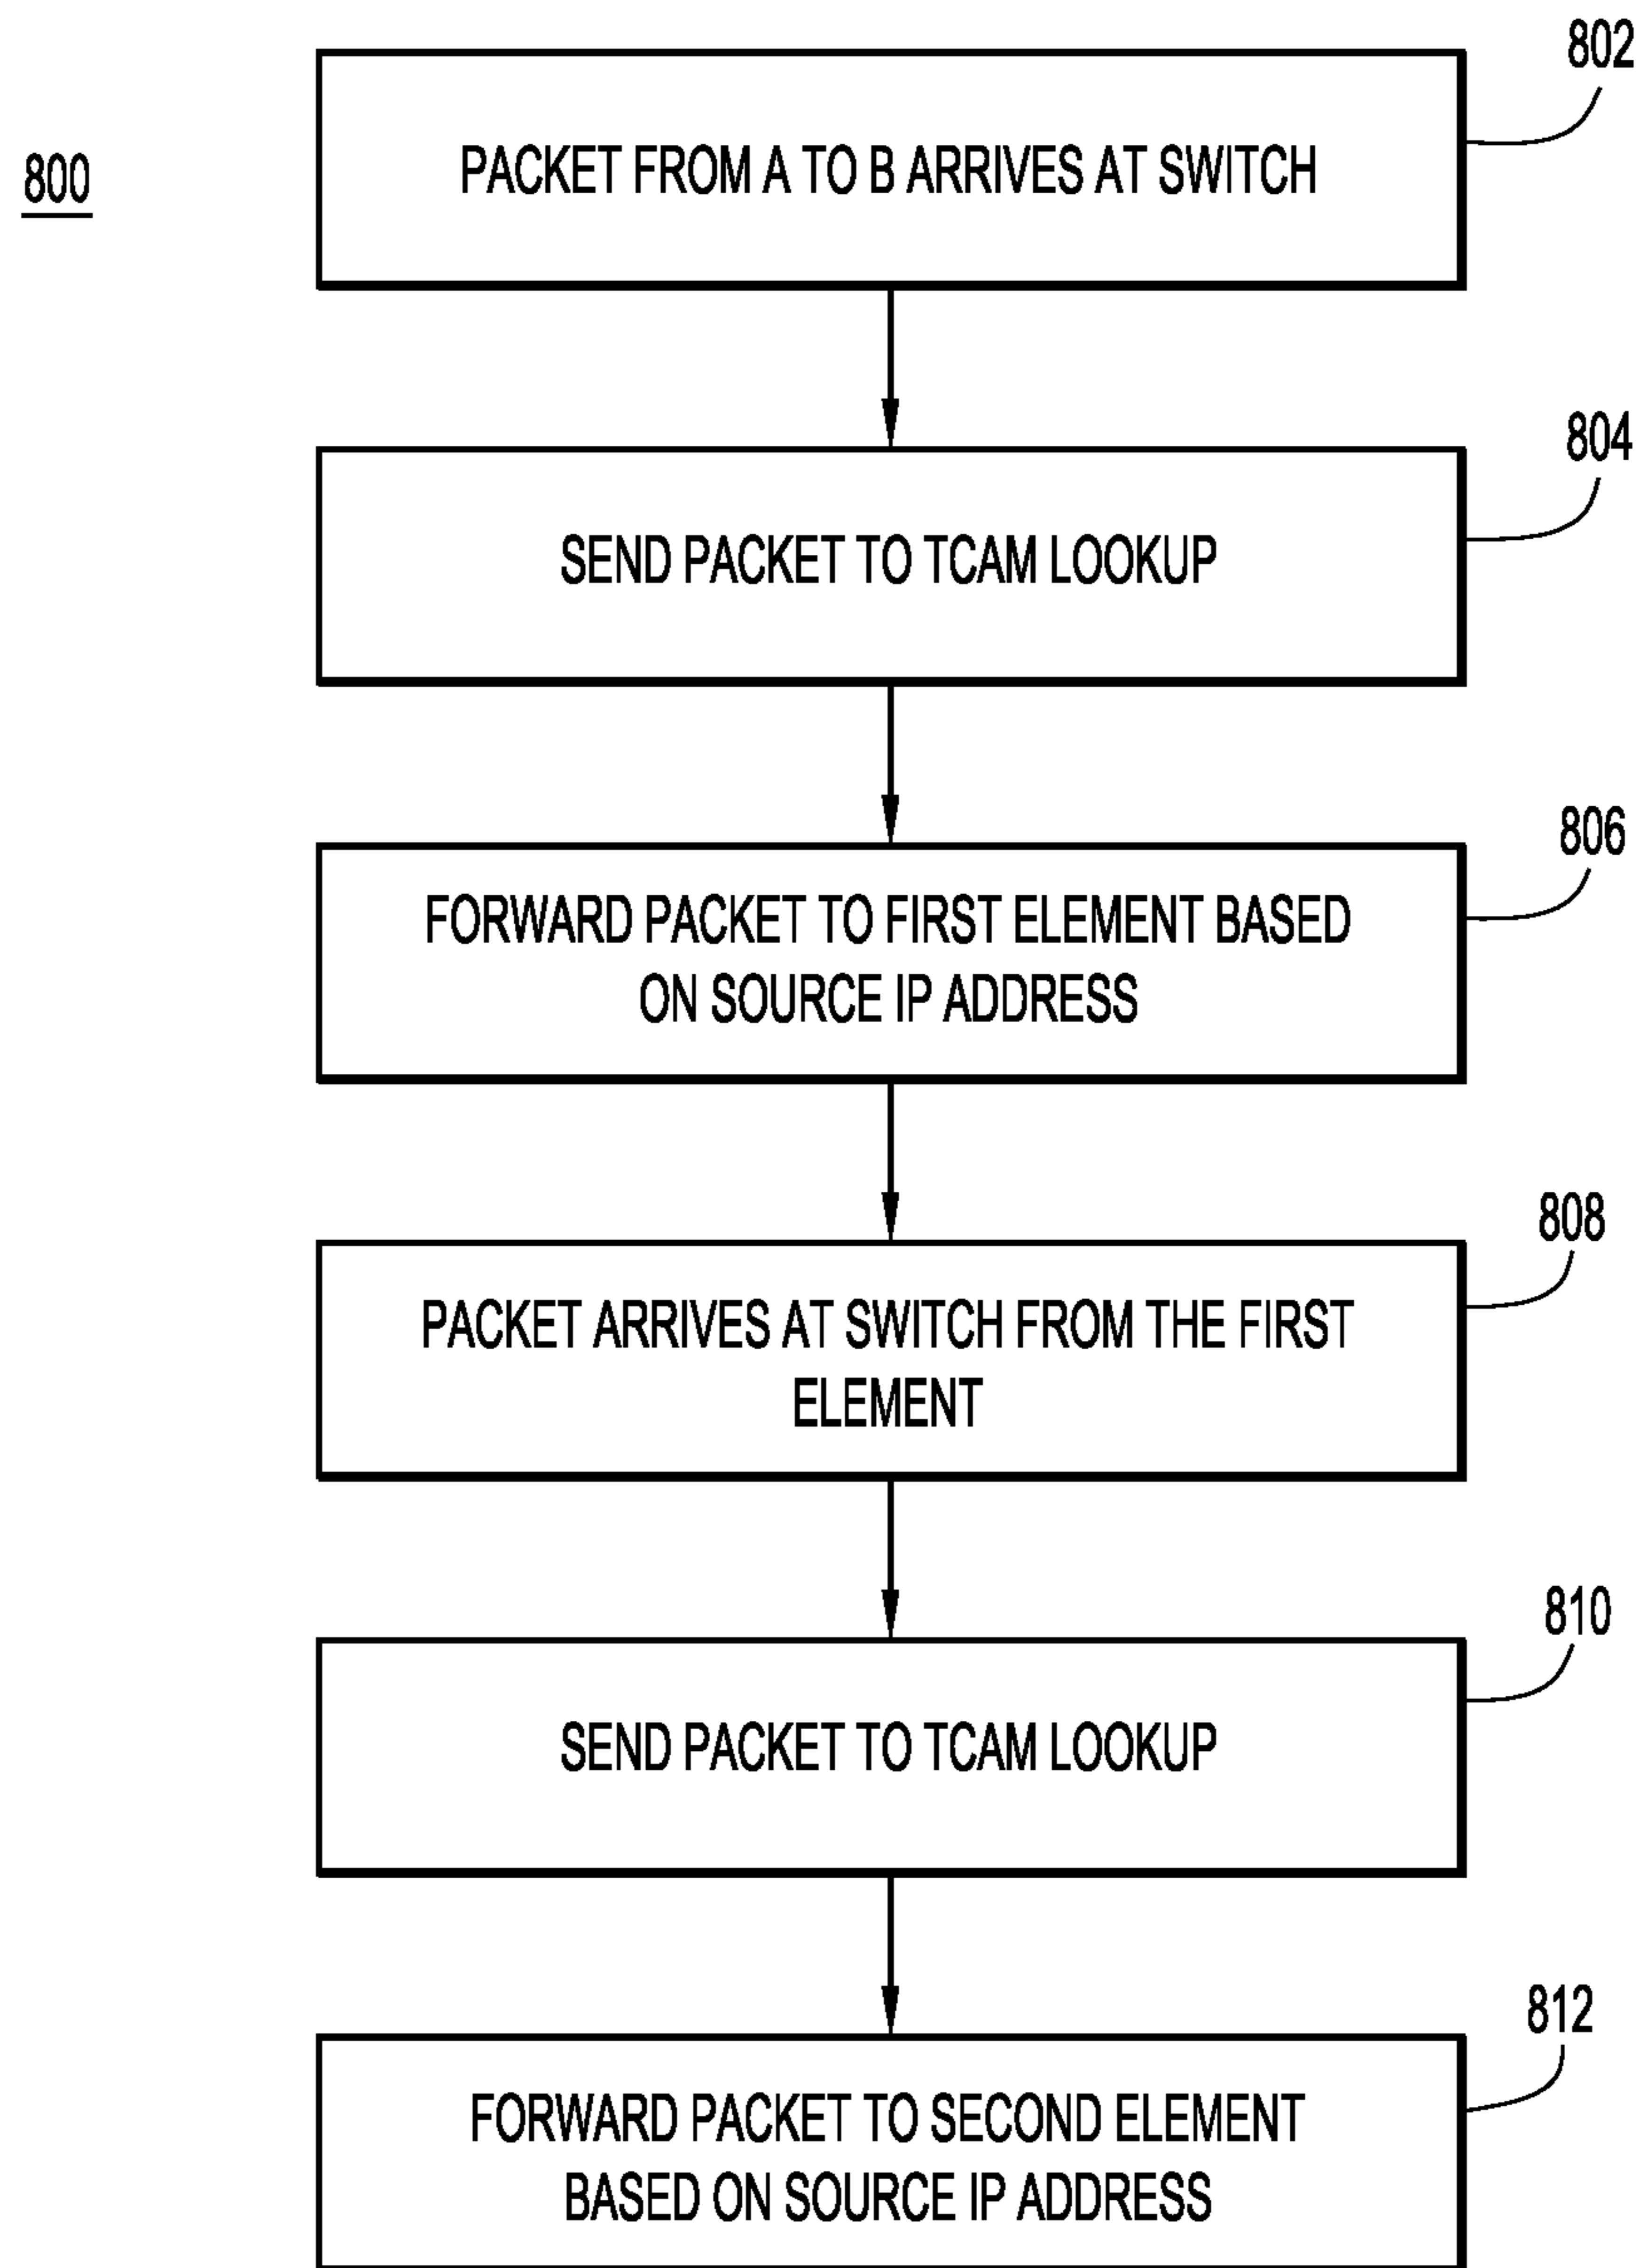 802
800
PACKET FROM A TO B ARRIVES AT SWITCH
804
SEND PACKET TO TCAM LOOKUP
806
FORWARD PACKET TO FIRST ELEMENT BASED
ON SOURCE IP ADDRESS
808
PACKET ARRIVES AT SWITCH FROM THE FIRST
ELEMENT
810
SEND PACKET TO TCAM LOOKUP
812
FORWARD PACKET TO SECOND ELEMENT
BASED ON SOURCE IP ADDRESS